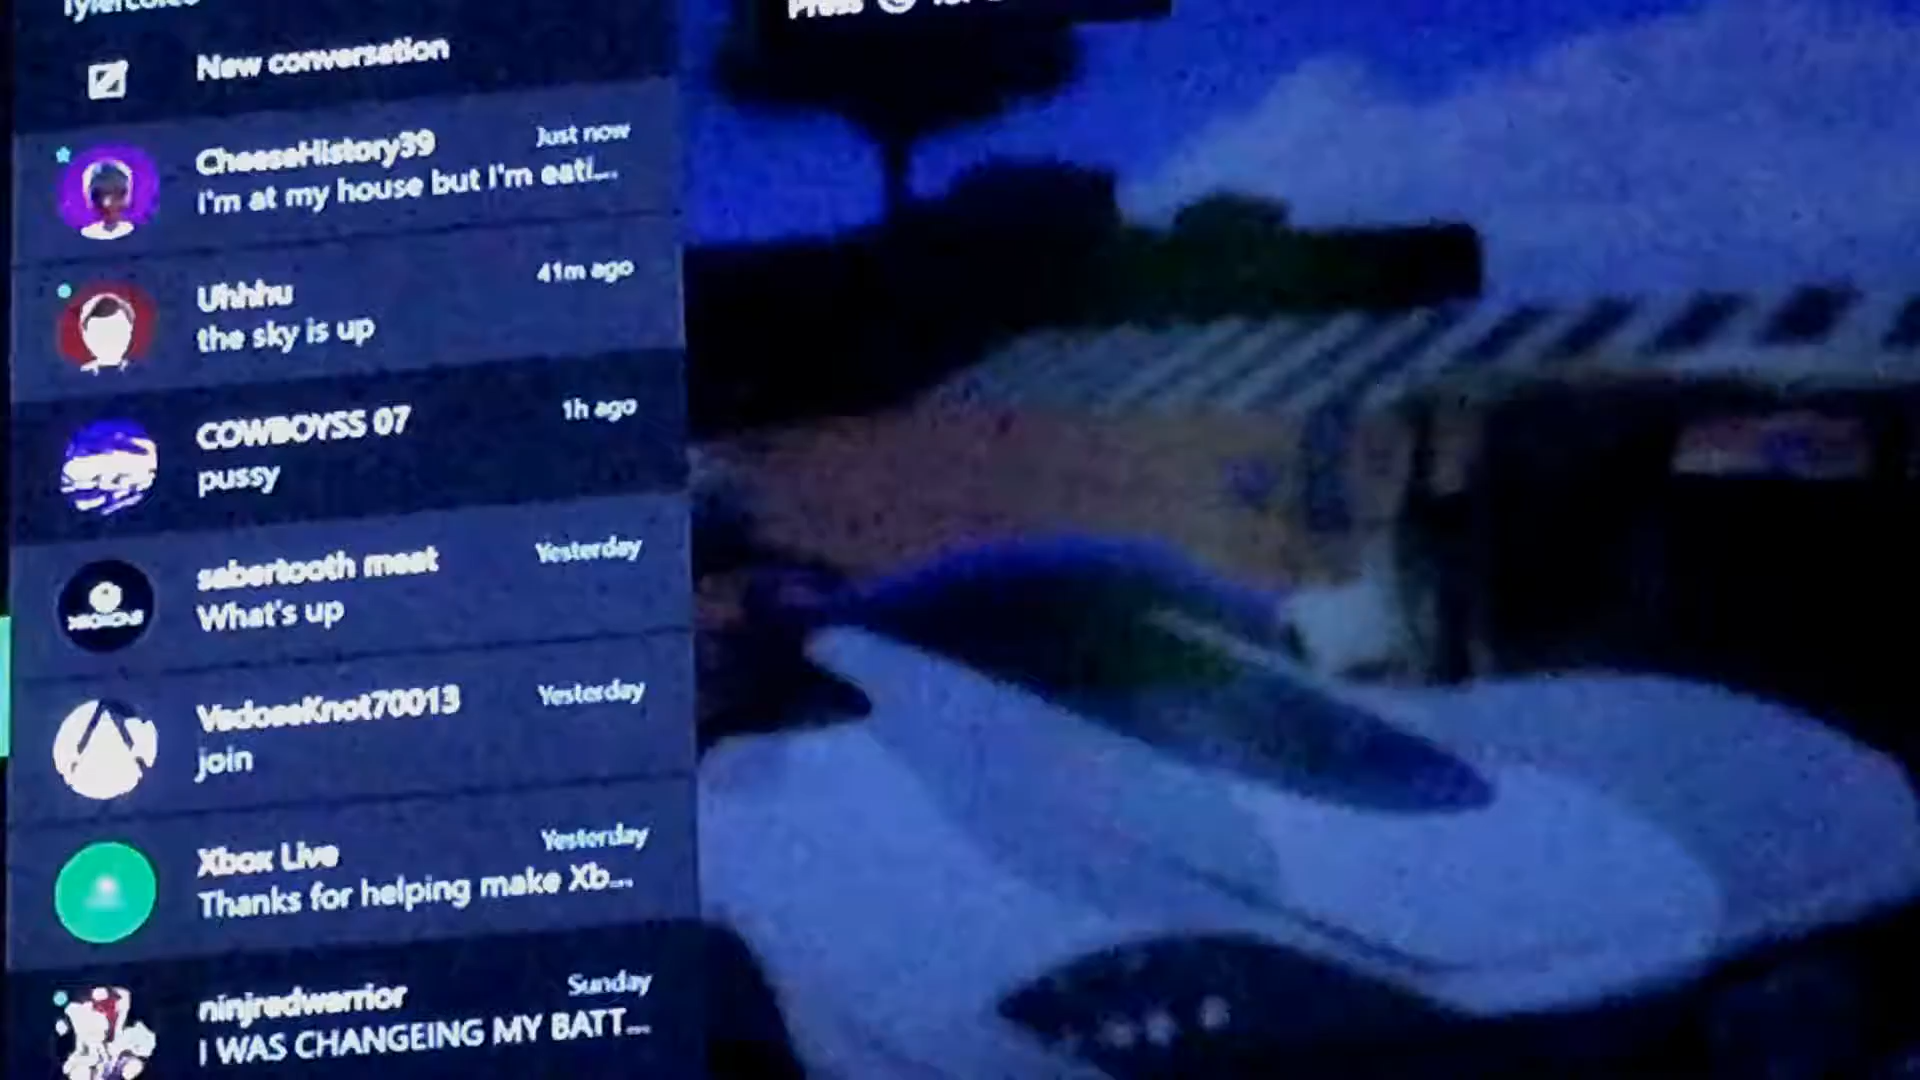 New conversation
CheeseHistory39
Just now
I'm at my house but I'm eati...
Uhhhu
41m ago
the sky is up
COWBOYSS 07
1h ago
pussy
sabertooth meat
Yesterday
What's up
Yesterday
join
Xbox Live
Yesterday
Thanks for helping make Xb...
ninjredwarrior
Sunday
I WAS CHANGEING MY BATT...
Press